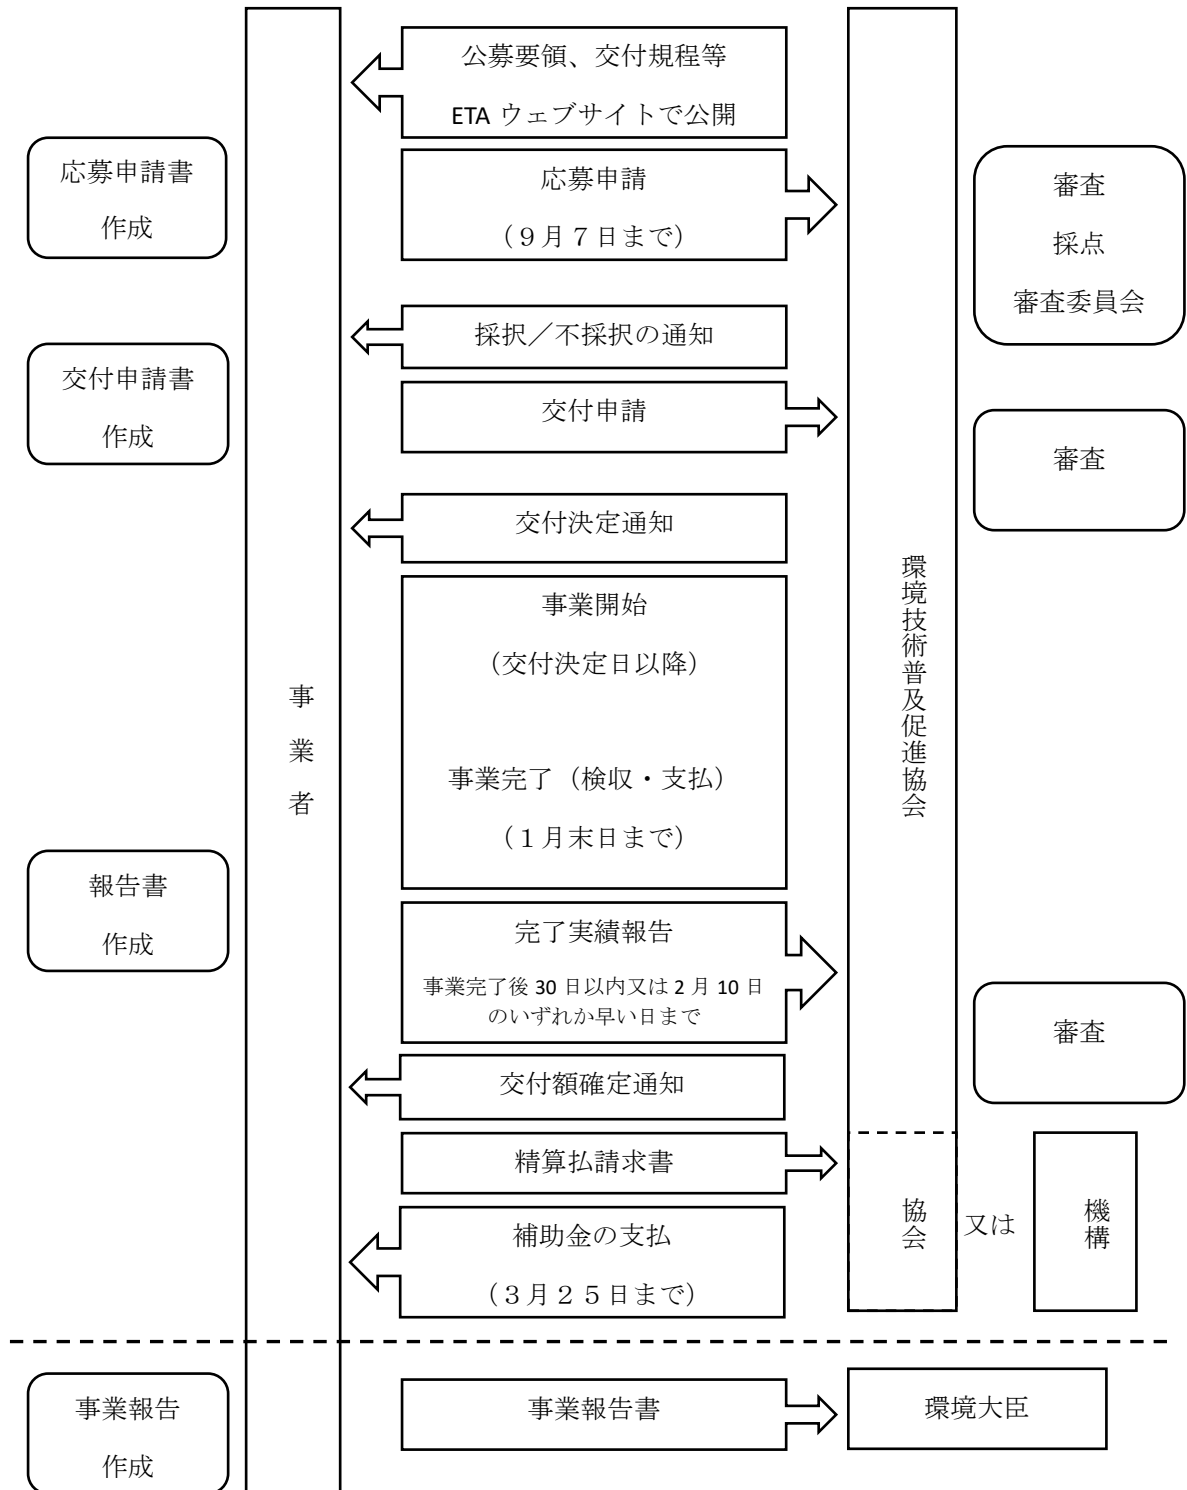 公募要領、交付規程等
ETA ウェブサイトで公開
応募申請書
作成
応募申請
（９月７日まで）
審査
採点
審査委員会
採択／不採択の通知
交付申請書
作成
交付申請
審査
交付決定通知
事業開始
（交付決定日以降）
事業完了（検収・支払）
（１月末日まで）
事業者
環境技術普及促進協会
報告書
作成
完了実績報告
事業完了後 30 日以内又は 2 月 10 日
のいずれか早い日まで
審査
交付額確定通知
精算払請求書
協会
又は
機構
補助金の支払
（３月２５日まで）
事業報告
作成
事業報告書
環境大臣